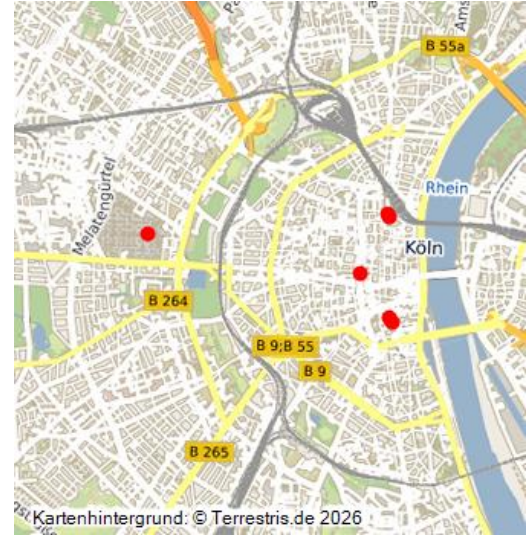 B 55a
Rhein
Melatengürtel
Köln
B 264
B 9;B 55
B 9
B 265
Kartenhintergrund: © Terrestris.de 2026